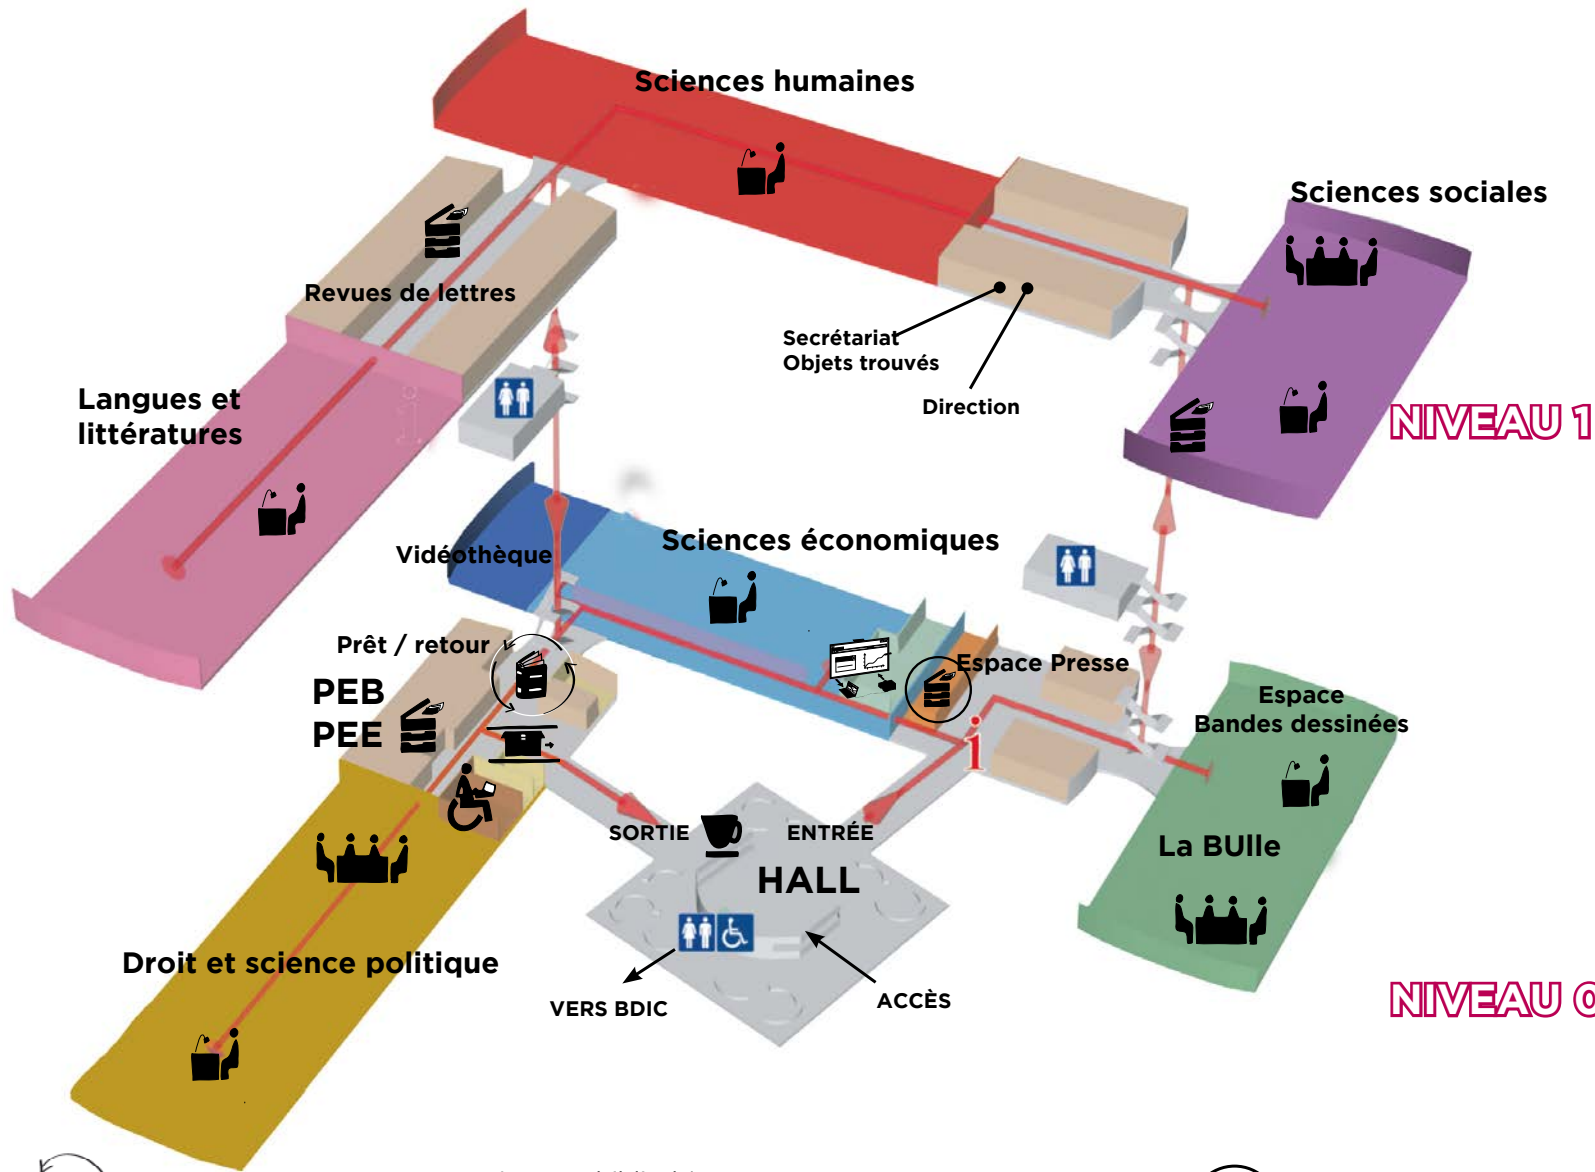 Sciences humaines
Sciences sociales
Revues de lettres
Secrétariat
Objets trouvés
Direction
Langues et
littératures
NIVEAU 1
Vidéothèque
Sciences économiques
Prêt / retour
Espace Presse
PEB
PEE
Espace
Bandes dessinées
i
SORTIE
ENTRÉE
La BUlle
HALL
Droit et science politique
VERS BDIC
ACCÈS
NIVEAU 0